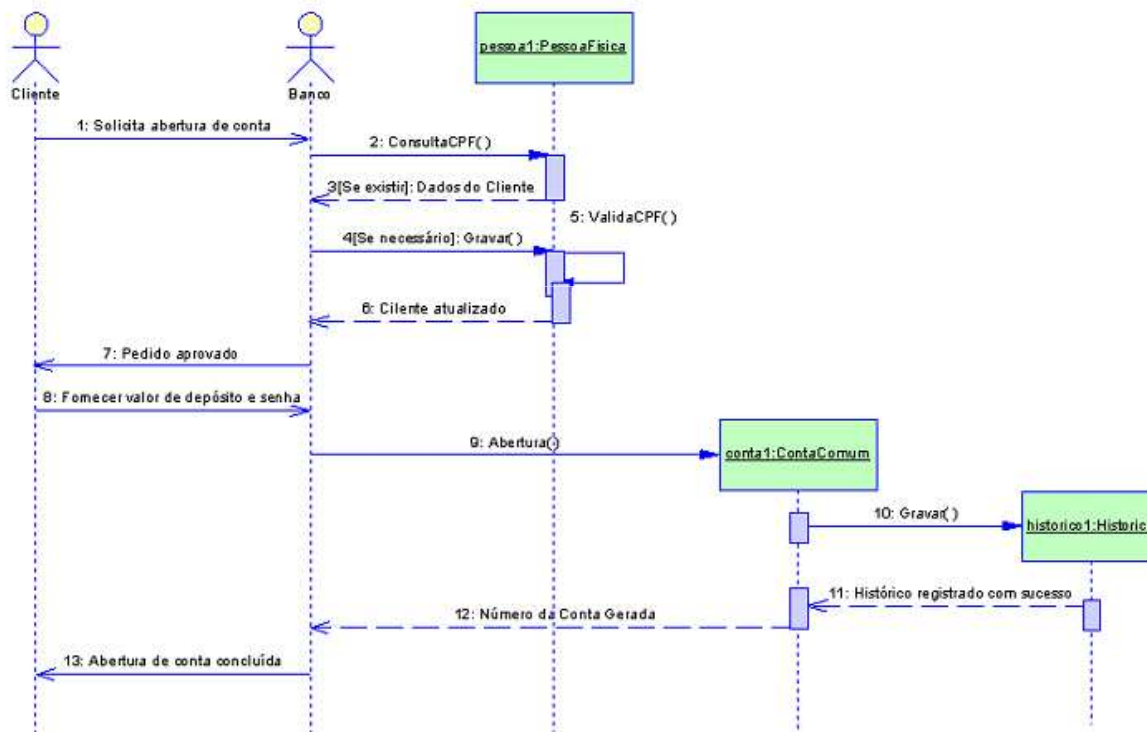 pessoa1:PessoaFisica
Cliente
Banco
1: Solicita abertura de conta
2: ConsultaCPF()
3[Se existir]: Dados do Cliente
5: ValidaCPF()
4[Se necessário]: Gravar()
6: Cilente atualizado
7: Pedido aprovado
8: Fornecer valor de depósito e senha
9: Abertura()
conta1:ContaComum
10: Gravar()
historico1:Historic
11: Histórico registrado com sucesso
12: Número da Conta Gerada
13: Abertura de conta concluída